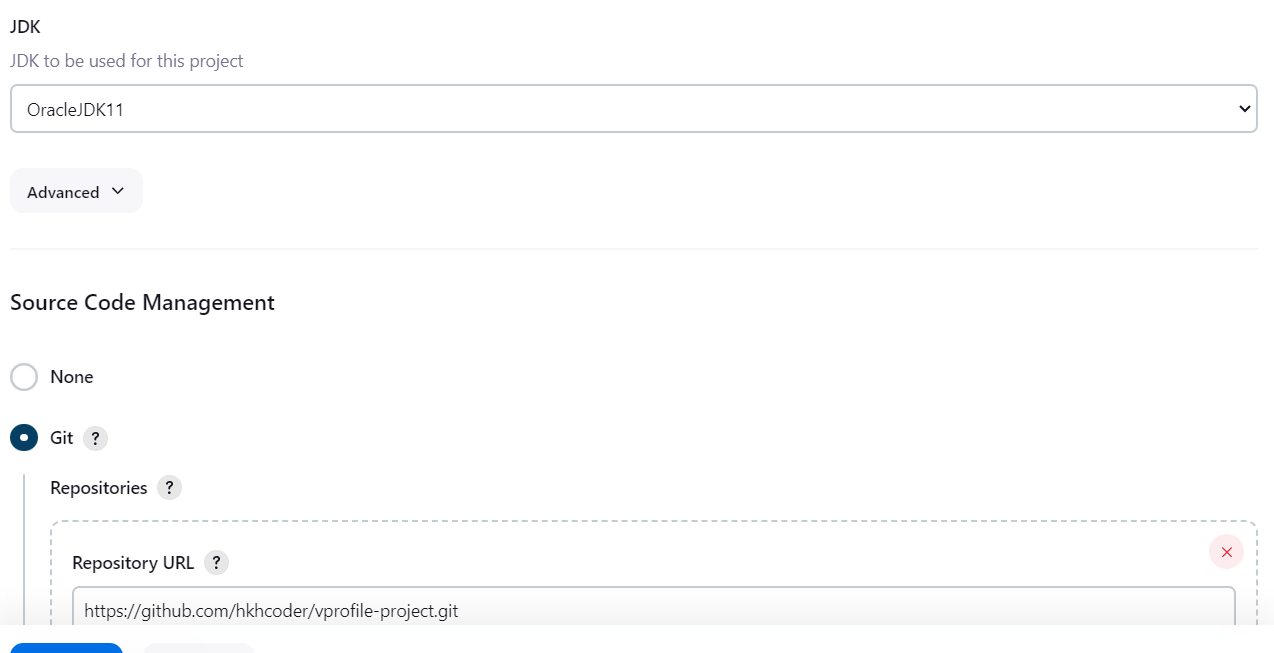 JDK
JDK to be used for this project
OracleJDK11
Advanced
Source Code Management
None
Git ?
Repositories ?
Repository URL ?
https://github.com/hkhcoder/vprofile-project.git